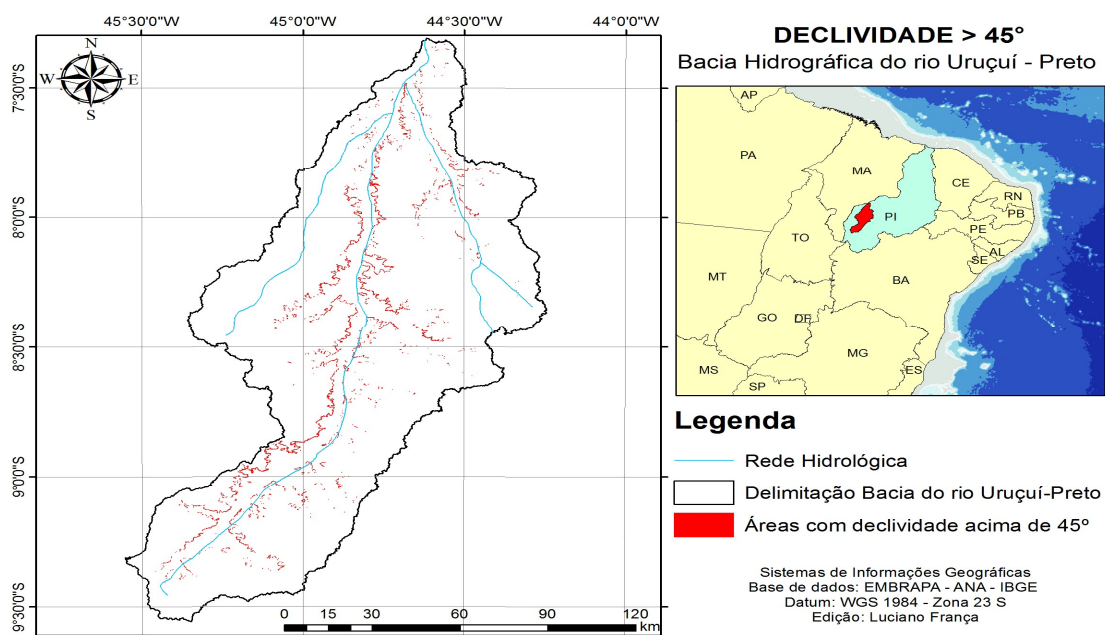 45°30'0"W 45°0'0"W 44°30'0"W 44°0'0"W
N
W E
S
7°30'0"S
8°0'0"S
8°30'0"S
9°0'0"S
9°30'0"S
0 15 30 60 90 120
km
DECLIVIDADE > 45°
Bacia Hidrográfica do rio Uruçuí - Preto
AP
PA
MA
CE
RN
PB
PI
PE
AL
SE
TO
BA
MT
GO
DF
MG
ES
MS
SP
Legenda
Rede Hidrológica
Delimitação Bacia do rio Uruçuí-Preto
Áreas com declividade acima de 45º
Sistemas de Informações Geográficas
Base de dados: EMBRAPA - ANA - IBGE
Datum: WGS 1984 - Zona 23 S
Edição: Luciano França